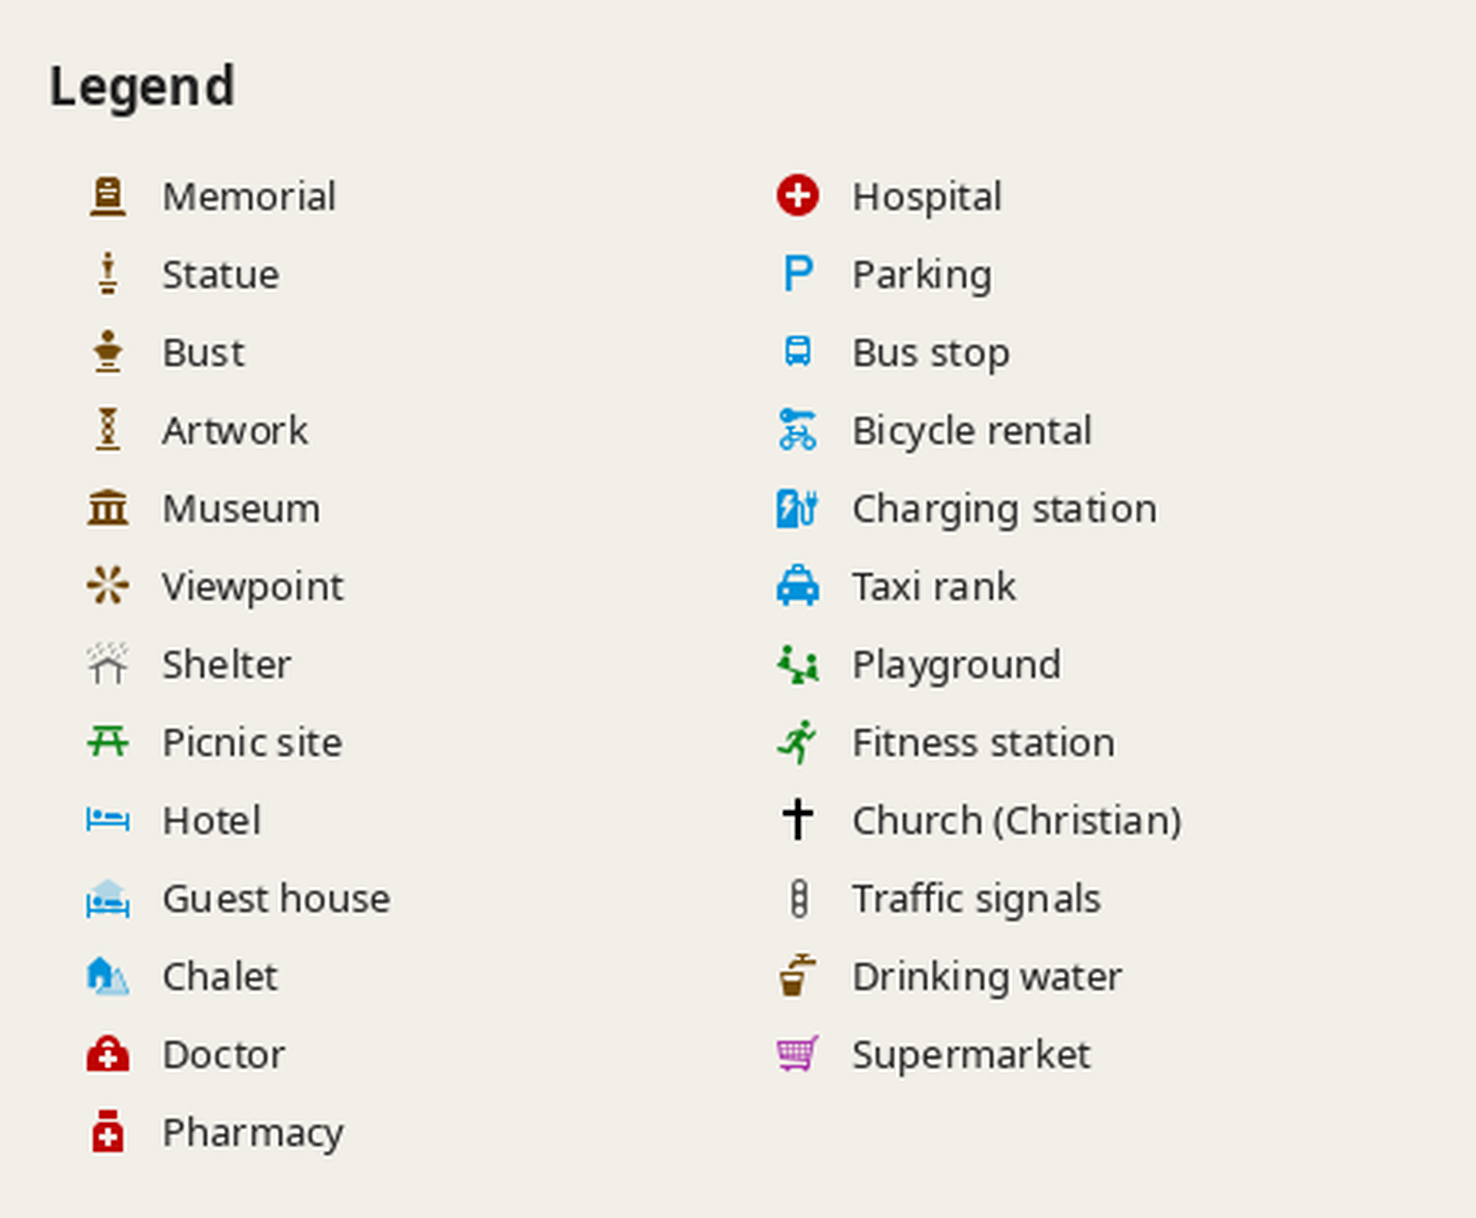 Legend
Memorial
Statue
Bust
Artwork
Museum
Viewpoint
Shelter
Picnic site
Hotel
Guest house
Chalet
Doctor
Pharmacy
Hospital
P Parking
Bus stop
Bicycle rental
Charging station
Taxi rank
Playground
Fitness station
Church (Christian)
Traffic signals
Drinking water
Supermarket